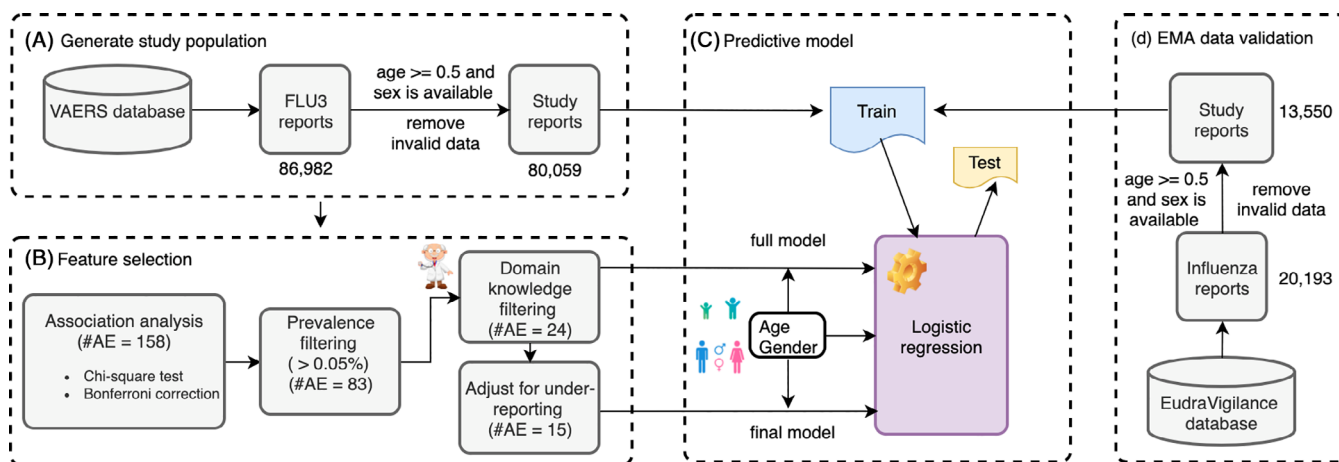 (A) Generate study population
VAERS database
FLU3
reports
86,982
age >= 0.5 and
sex is available
remove
invalid data
Study
reports
80,059
(B) Feature selection
Association analysis
(#AE = 158)
• Chi-square test
• Bonferroni correction
Prevalence
filtering
( > 0.05%)
(#AE = 83)
Domain
knowledge
filtering
(#AE = 24)
Adjust for under-
reporting
(#AE = 15)
(C) Predictive model
Train
Test
full model
Age
Gender
final model
Logistic
regression
(d) EMA data validation
Study
reports
13,550
age >= 0.5
and sex is
available
remove
invalid data
Influenza
reports
20,193
EudraVigilance
database